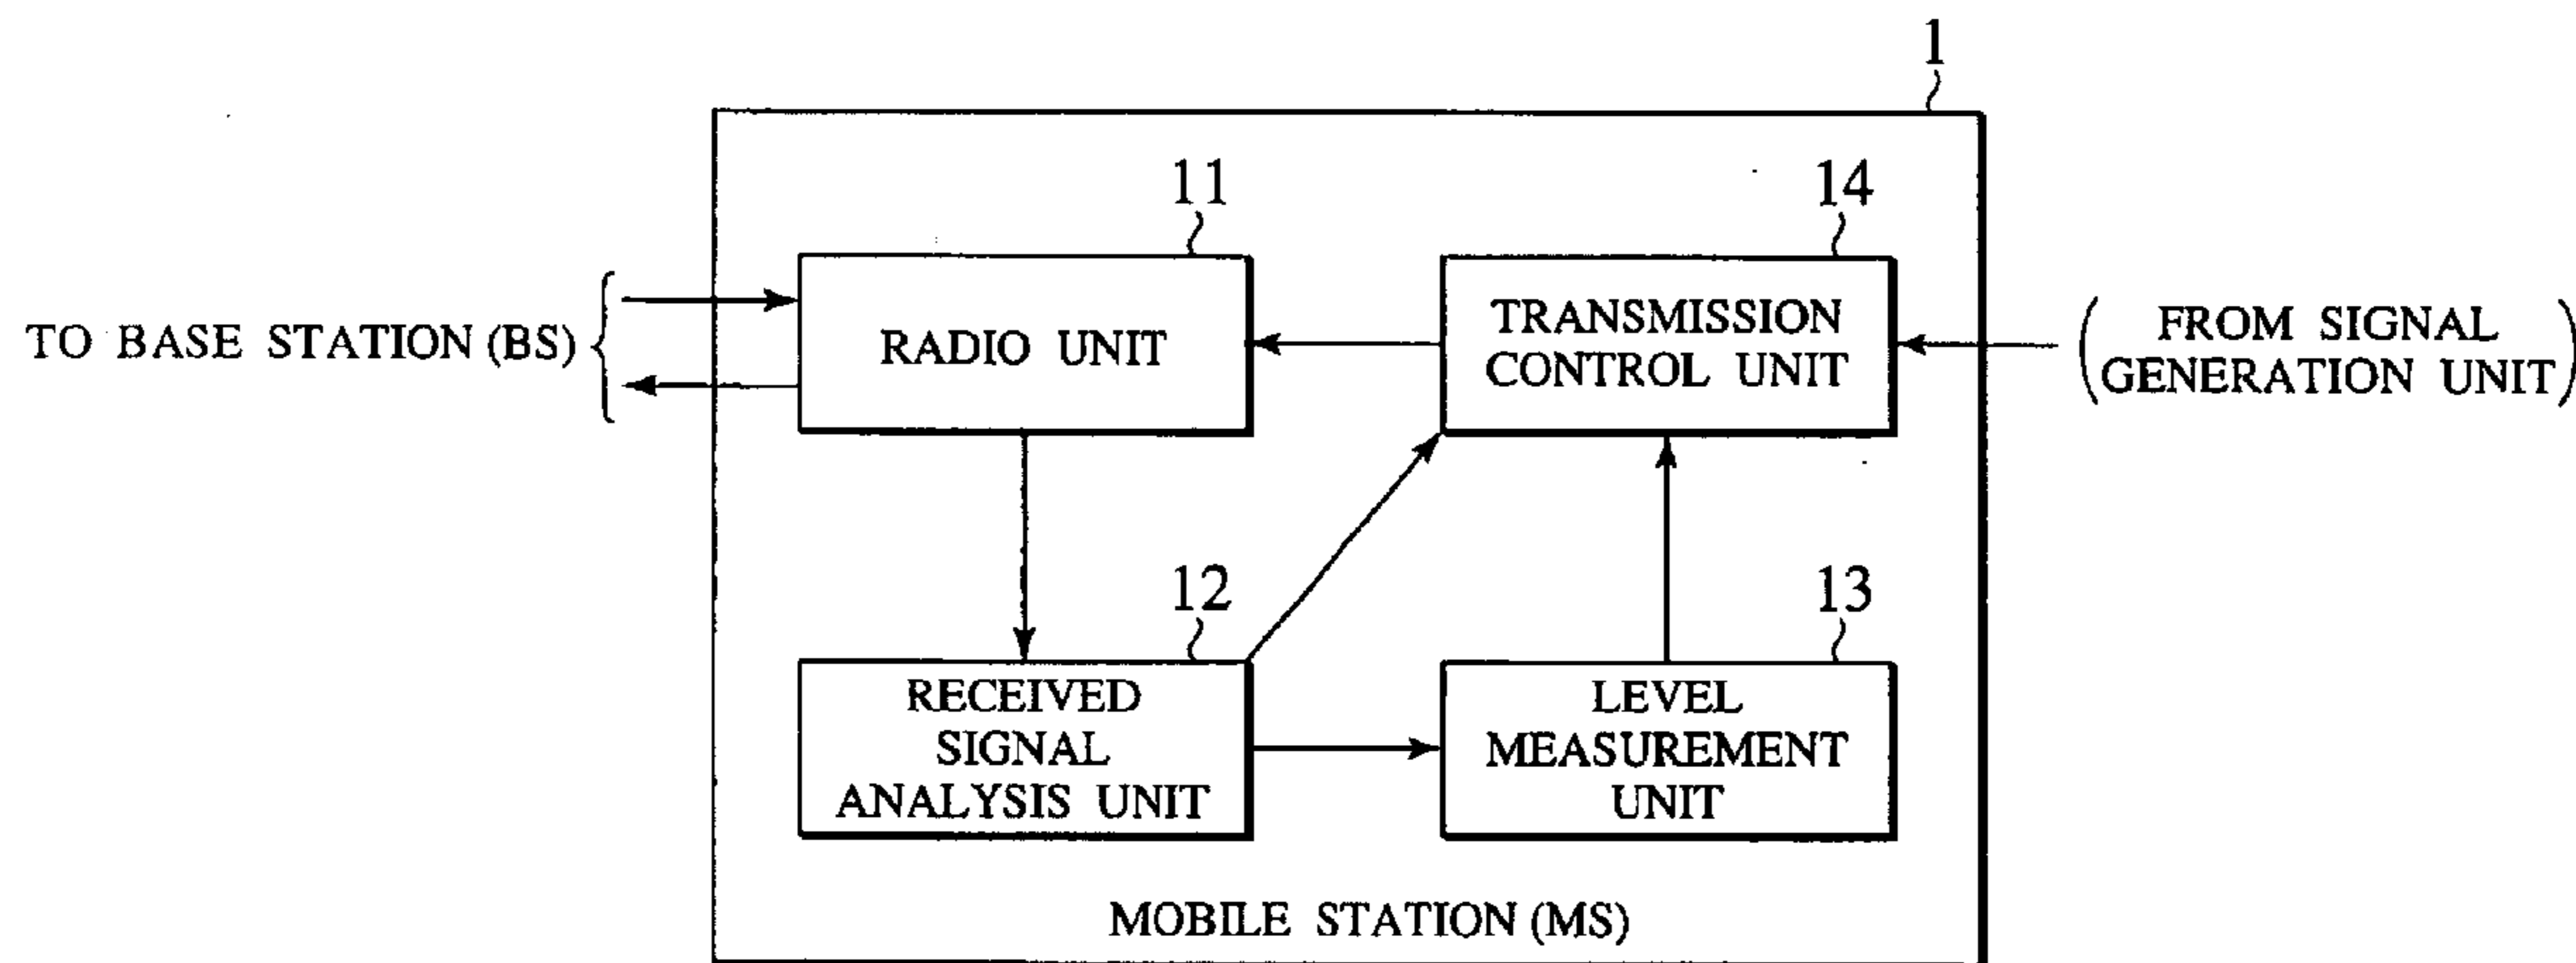 1
11
14
TO BASE STATION (BS)
RADIO UNIT
TRANSMISSION
CONTROL UNIT
FROM SIGNAL
GENERATION UNIT
12
13
RECEIVED
SIGNAL
ANALYSIS UNIT
LEVEL
MEASUREMENT
UNIT
MOBILE STATION (MS)